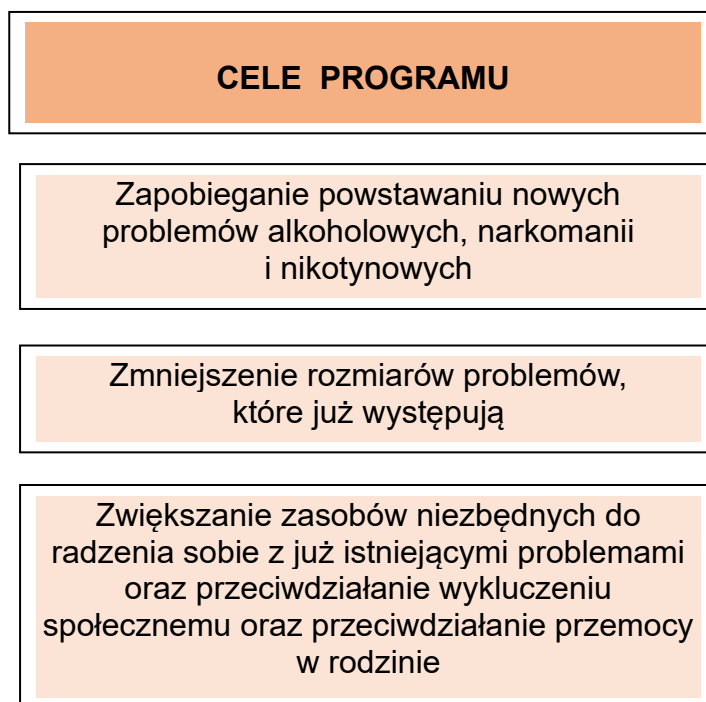 CELE PROGRAMU
Zapobieganie powstawaniu nowych
problemów alkoholowych, narkomanii
i nikotynowych
Zmniejszenie rozmiarów problemów,
które już występują
Zwiększanie zasobów niezbędnych do
radzenia sobie z już istniejącymi problemami
oraz przeciwdziałanie wykluczeniu
społecznemu oraz przeciwdziałanie przemocy
w rodzinie